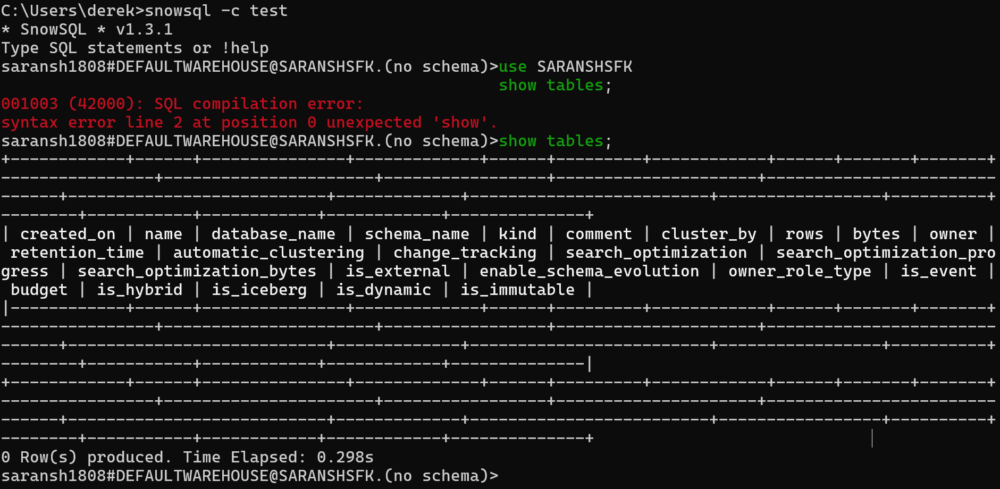 C:\Users\derek>snowsql -c test
* SnowSQL * v1.3.1
Type SQL statements or !help
saransh1808#DEFAULTWAREHOUSE@SARANSHSFK.(no schema)>use SARANSHSFK
                                                    show tables;
001003 (42000): SQL compilation error:
syntax error line 2 at position 0 unexpected 'show'.
saransh1808#DEFAULTWAREHOUSE@SARANSHSFK.(no schema)>show tables;
+------------+------+---------------+-------------+------+---------+------------+------+-------+-------+
----------------+----------------------+-----------------+---------------------+------------------------
------+---------------------------+-------------+-------------------------+-----------------+----------+
--------+-----------+------------+------------+--------------+
| created_on | name | database_name | schema_name | kind | comment | cluster_by | rows | bytes | owner |
 retention_time | automatic_clustering | change_tracking | search_optimization | search_optimization_pro
gress | search_optimization_bytes | is_external | enable_schema_evolution | owner_role_type | is_event |
 budget | is_hybrid | is_iceberg | is_dynamic | is_immutable |
|------------+------+---------------+-------------+------+---------+------------+------+-------+-------+
----------------+----------------------+-----------------+---------------------+------------------------
------+---------------------------+-------------+-------------------------+-----------------+----------+
--------+-----------+------------+------------+--------------|
+------------+------+---------------+-------------+------+---------+------------+------+-------+-------+
----------------+----------------------+-----------------+---------------------+------------------------
------+---------------------------+-------------+-------------------------+-----------------+----------+
--------+-----------+------------+------------+--------------+
0 Row(s) produced. Time Elapsed: 0.298s
saransh1808#DEFAULTWAREHOUSE@SARANSHSFK.(no schema)>